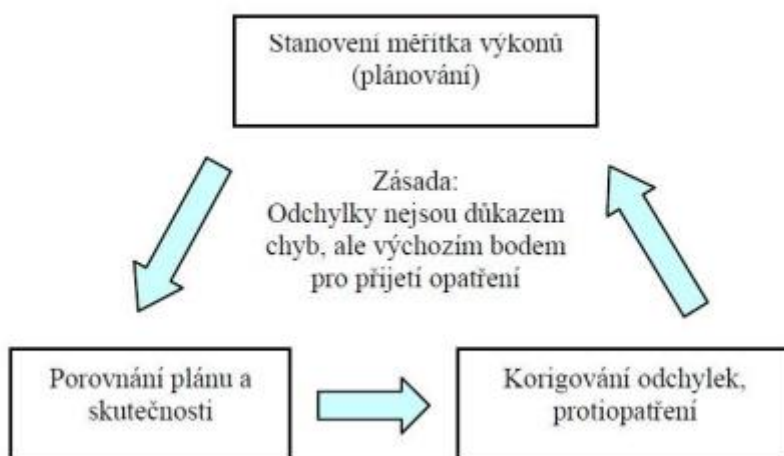 Stanovení měřítka výkonů
(plánování)
Zásada:
Odchylky nejsou důkazem
chyb, ale výchozím bodem
pro přijetí opatření
Porovnání plánu a
skutečnosti
Korigování odchylek,
protiopatření